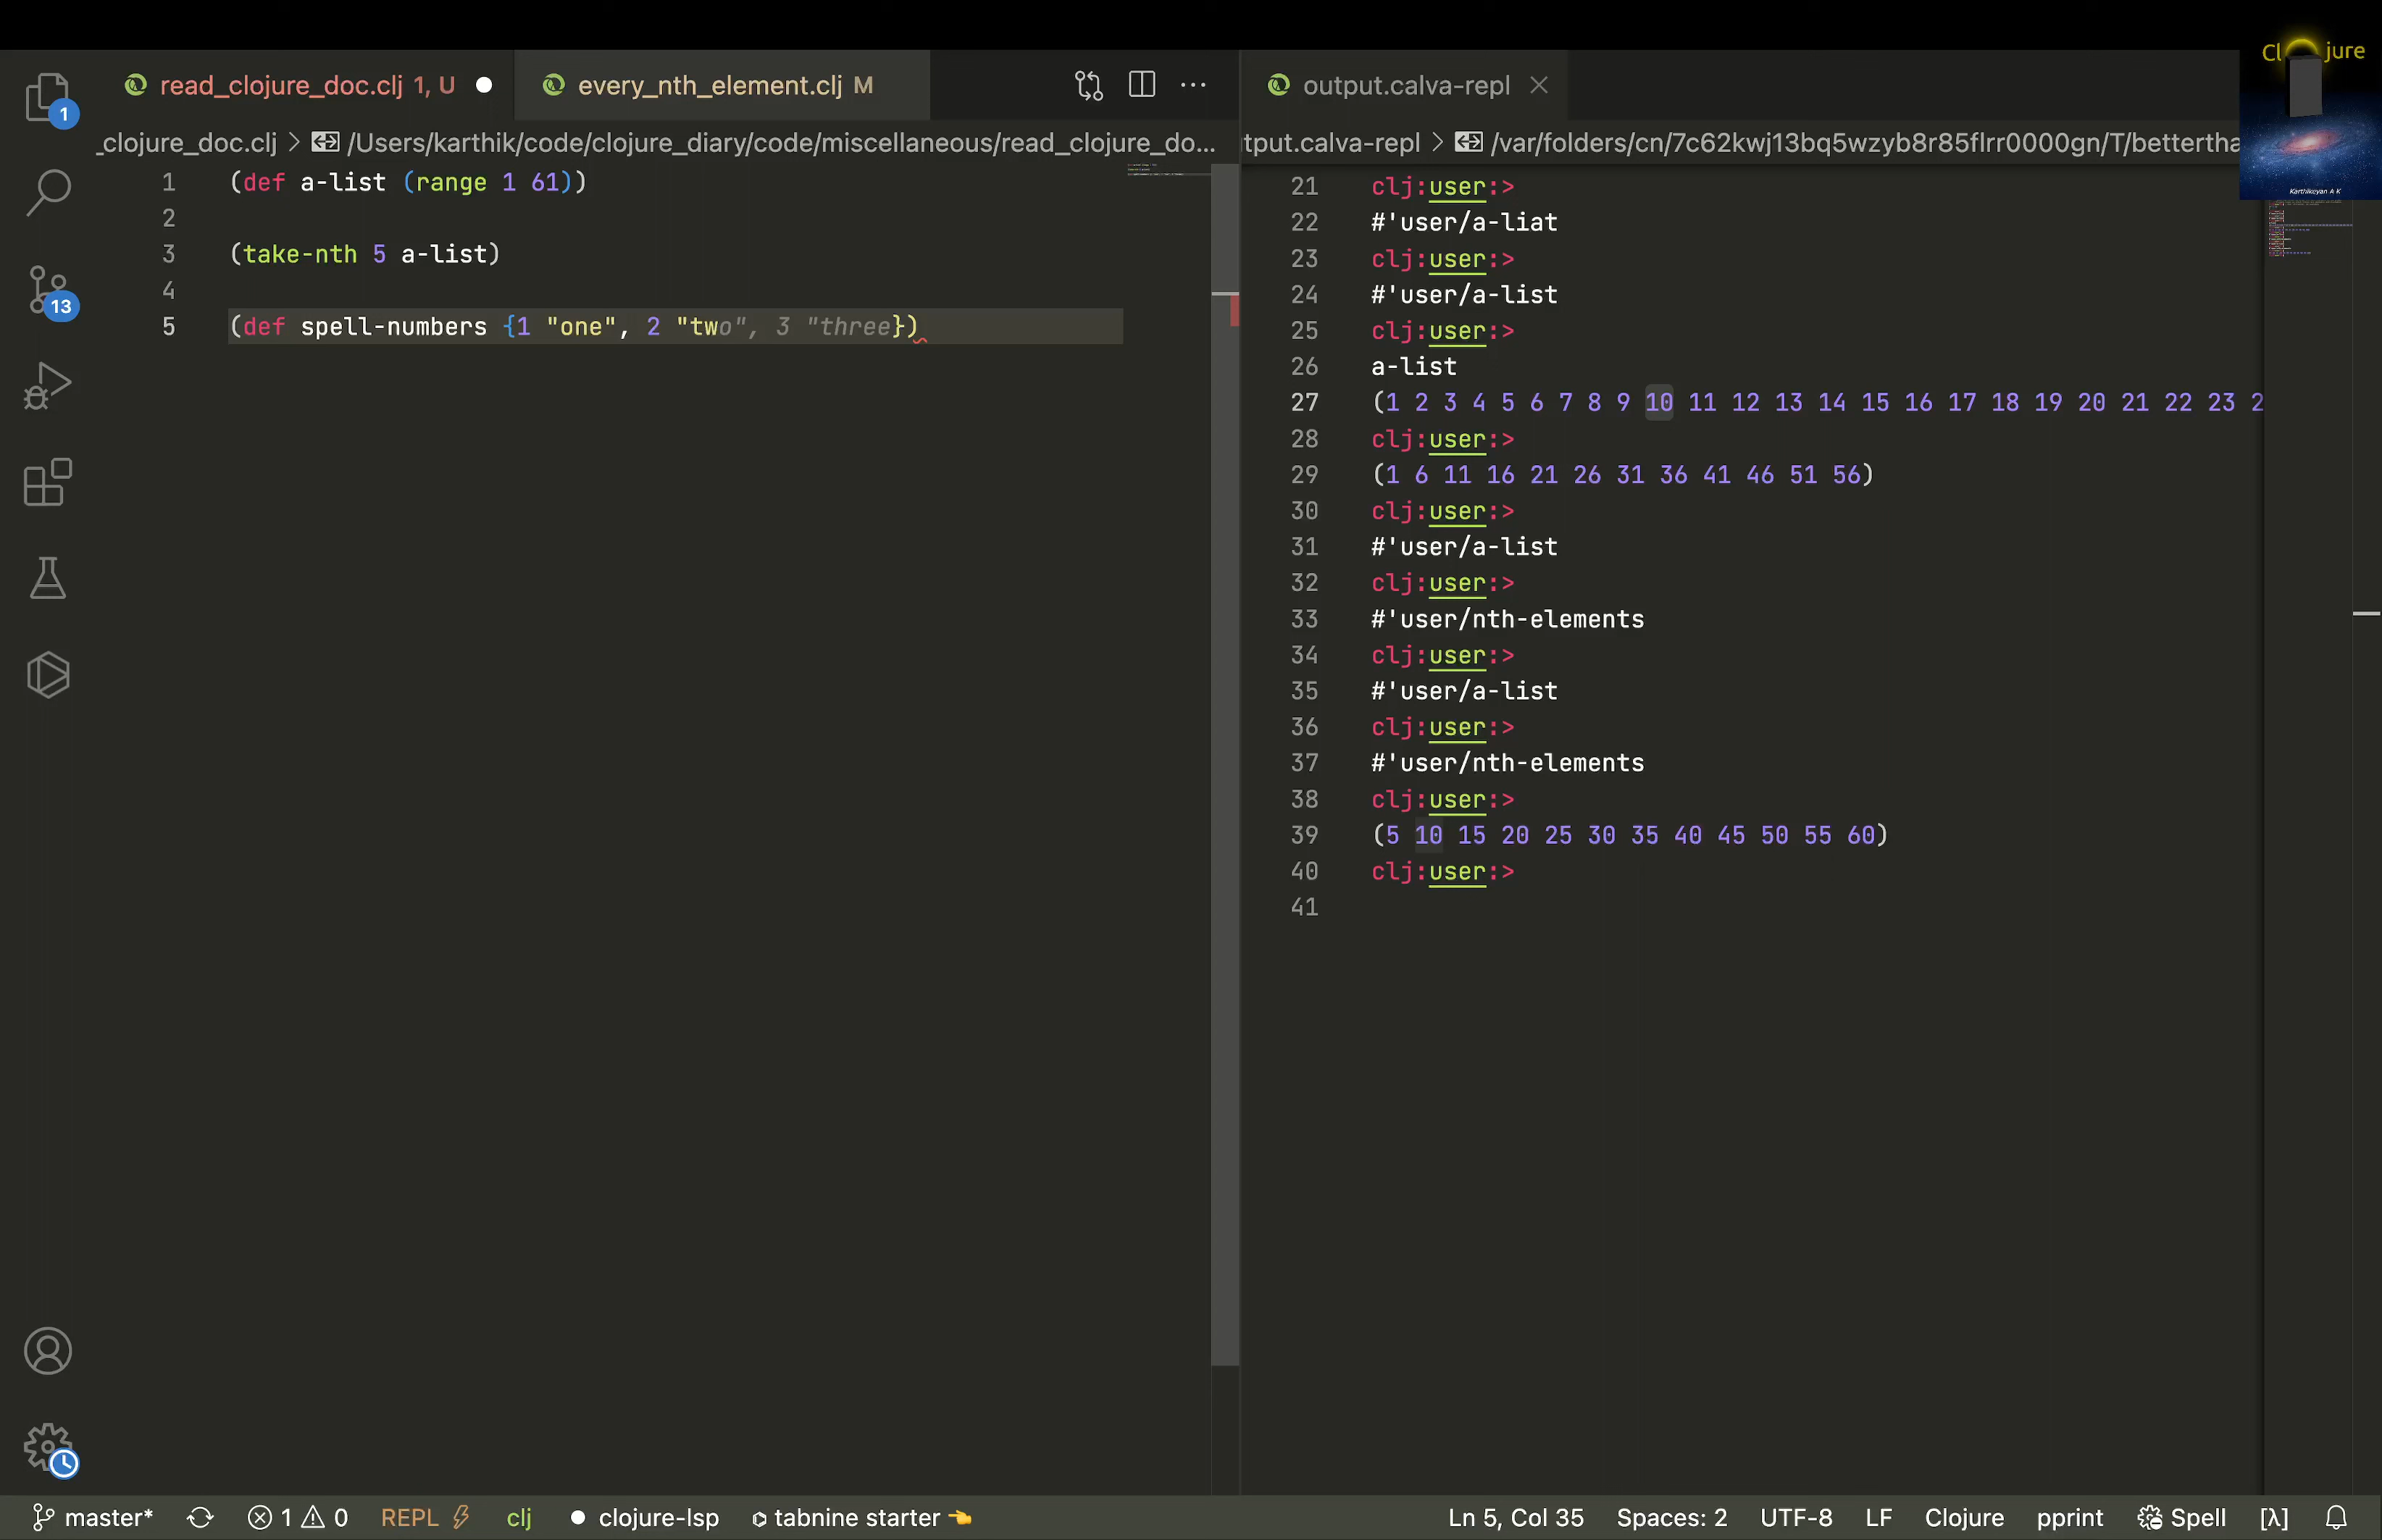 Cl jure
read_clojure_doc.clj 1, U
every_nth_element.clj M
output.calva-repl
1
_clojure_doc.clj > /Users/karthik/code/clojure_diary/code/miscellaneous/read_clojure_do...
tput.calva-repl > /var/folders/cn/7c62kwj13bq5wzyb8r85flrr0000gn/T/bettertha
Karthikeyan A K
13
1 (def a-list (range 1 61))
2
3 (take-nth 5 a-list)
4
5 (def spell-numbers {1 "one", 2 "two", 3 "three})
21 clj:user:>
22 #'user/a-liat
23 clj:user:>
24 #'user/a-list
25 clj:user:>
26 a-list
27 (1 2 3 4 5 6 7 8 9 10 11 12 13 14 15 16 17 18 19 20 21 22 23 2
28 clj:user:>
29 (1 6 11 16 21 26 31 36 41 46 51 56)
30 clj:user:>
31 #'user/a-list
32 clj:user:>
33 #'user/nth-elements
34 clj:user:>
35 #'user/a-list
36 clj:user:>
37 #'user/nth-elements
38 clj:user:>
39 (5 10 15 20 25 30 35 40 45 50 55 60)
40 clj:user:>
41
master* 1 0 REPL clj clojure-lsp tabnine starter Ln 5, Col 35 Spaces: 2 UTF-8 LF Clojure pprint Spell [λ]